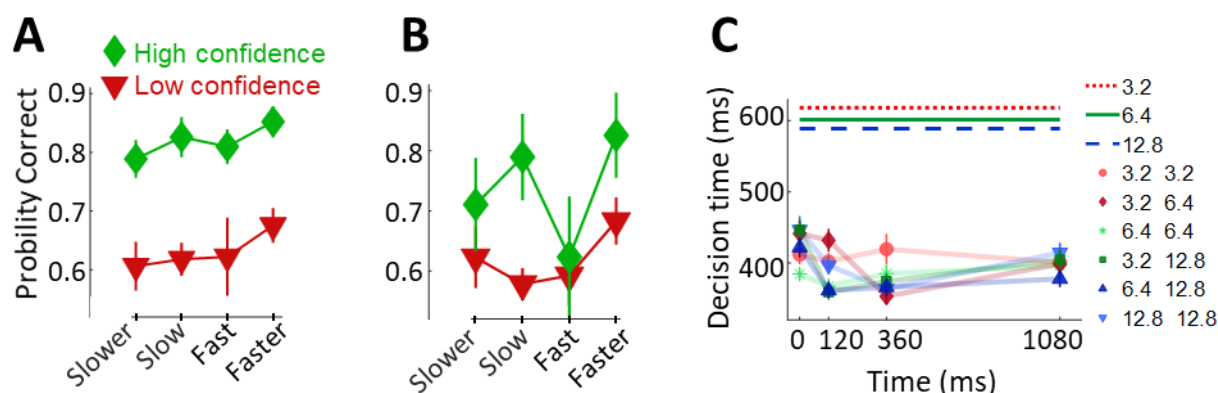 A
High confidence
Low confidence
Probility Correct
0.9
0.8
0.7
0.6
Slower
Slow
Fast
Faster
B
0.9
0.8
0.7
0.6
Slower
Slow
Fast
Faster
C
Decision time (ms)
600
500
400
0 120 360 1080
Time (ms)
3.2
6.4
12.8
3.2 3.2
3.2 6.4
6.4 6.4
3.2 12.8
6.4 12.8
12.8 12.8